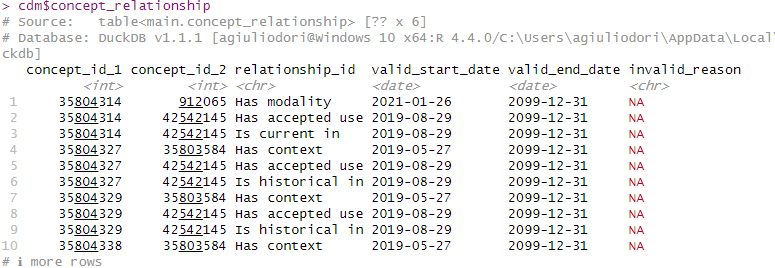 > cdm$concept_relationship
# Source:   table<main.concept_relationship> [?? x 6]
# Database: DuckDB v1.1.1 [agiuliodori@Windows 10 x64:R 4.4.0/C:\Users\agiuliodori\AppData\Local\
ckdb]
   concept_id_1 concept_id_2 relationship_id  valid_start_date valid_end_date invalid_reason
          <int>        <int> <chr>            <date>           <date>         <chr>
 1     35804314       912065 Has modality     2021-01-26       2099-12-31     NA
 2     35804314     42542145 Has accepted use 2019-08-29       2099-12-31     NA
 3     35804314     42542145 Is current in    2019-08-29       2099-12-31     NA
 4     35804327     35803584 Has context      2019-05-27       2099-12-31     NA
 5     35804327     42542145 Has accepted use 2019-08-29       2099-12-31     NA
 6     35804327     42542145 Is historical in 2019-08-29       2099-12-31     NA
 7     35804329     35803584 Has context      2019-05-27       2099-12-31     NA
 8     35804329     42542145 Has accepted use 2019-08-29       2099-12-31     NA
 9     35804329     42542145 Is historical in 2019-08-29       2099-12-31     NA
10     35804338     35803584 Has context      2019-05-27       2099-12-31     NA
# ℹ more rows